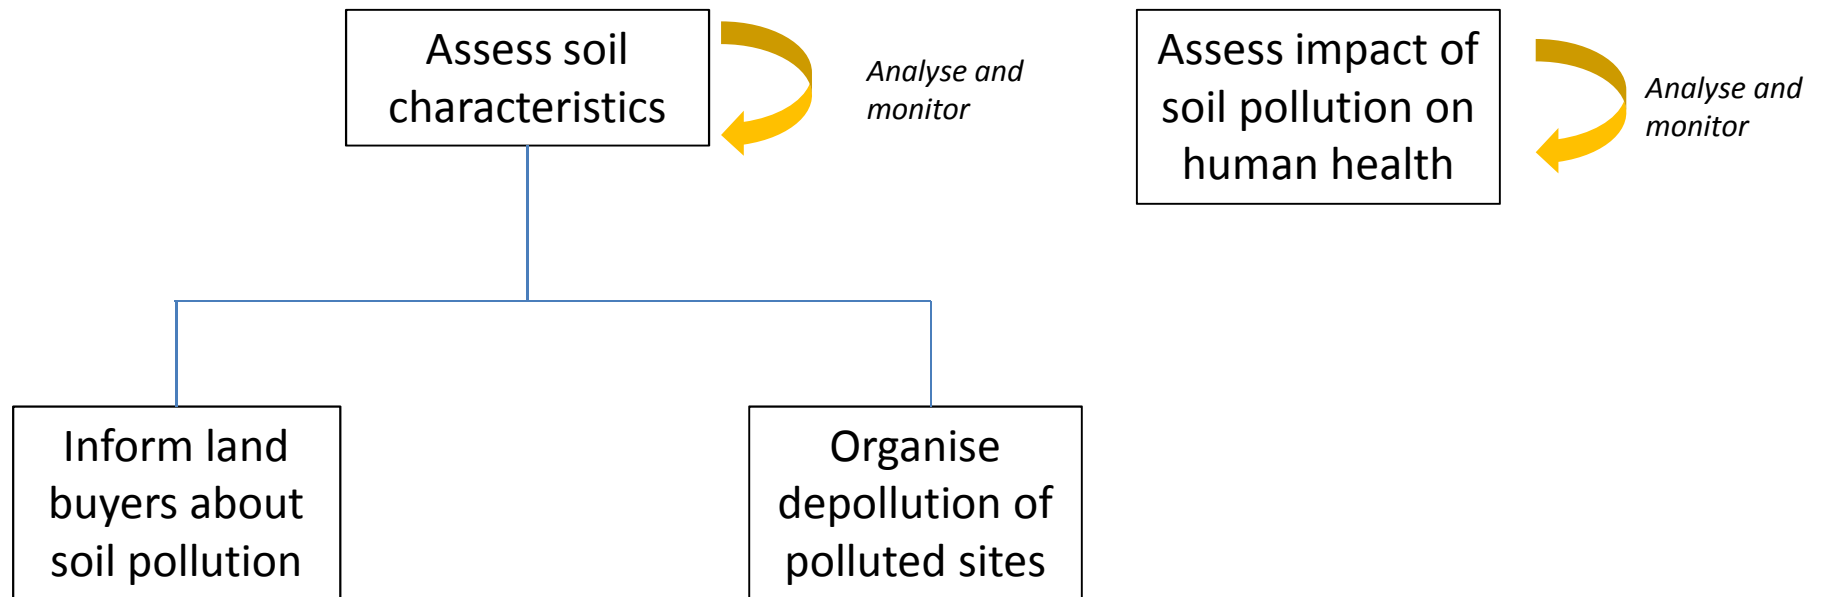 Assess soil
characteristics
Analyse and
monitor
Assess impact of
soil pollution on
human health
Analyse and
monitor
Inform land
buyers about
soil pollution
Organise
depollution of
polluted sites